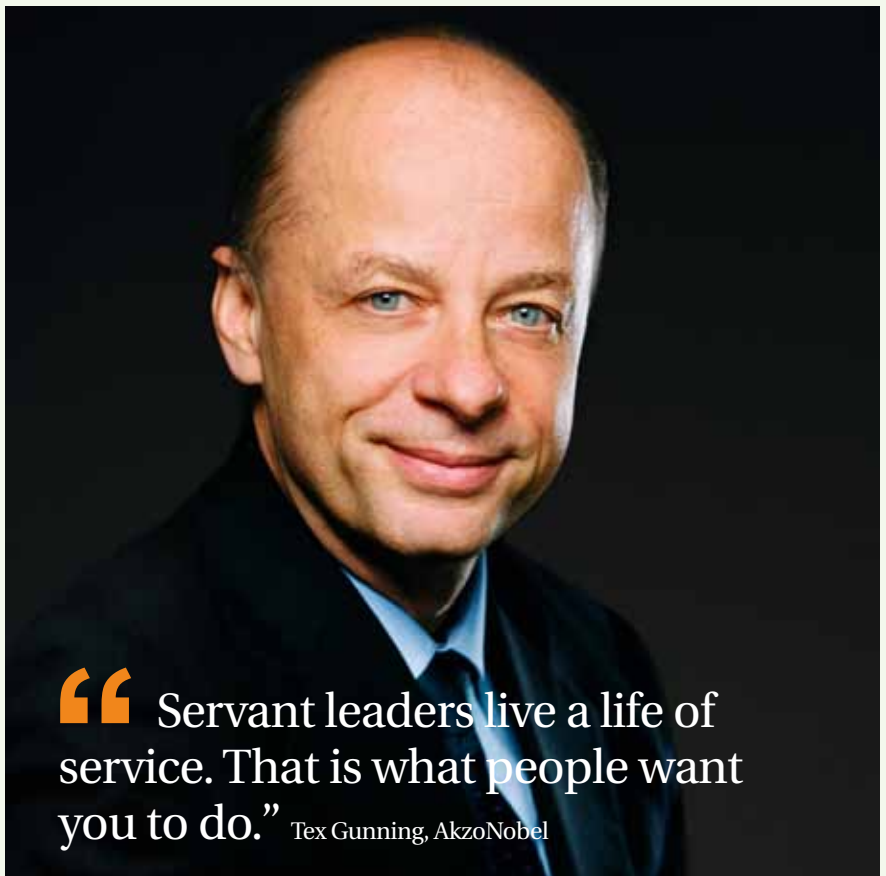 “ Servant leaders live a life of
service. That is what people want
you to do.” Tex Gunning, AkzoNobel